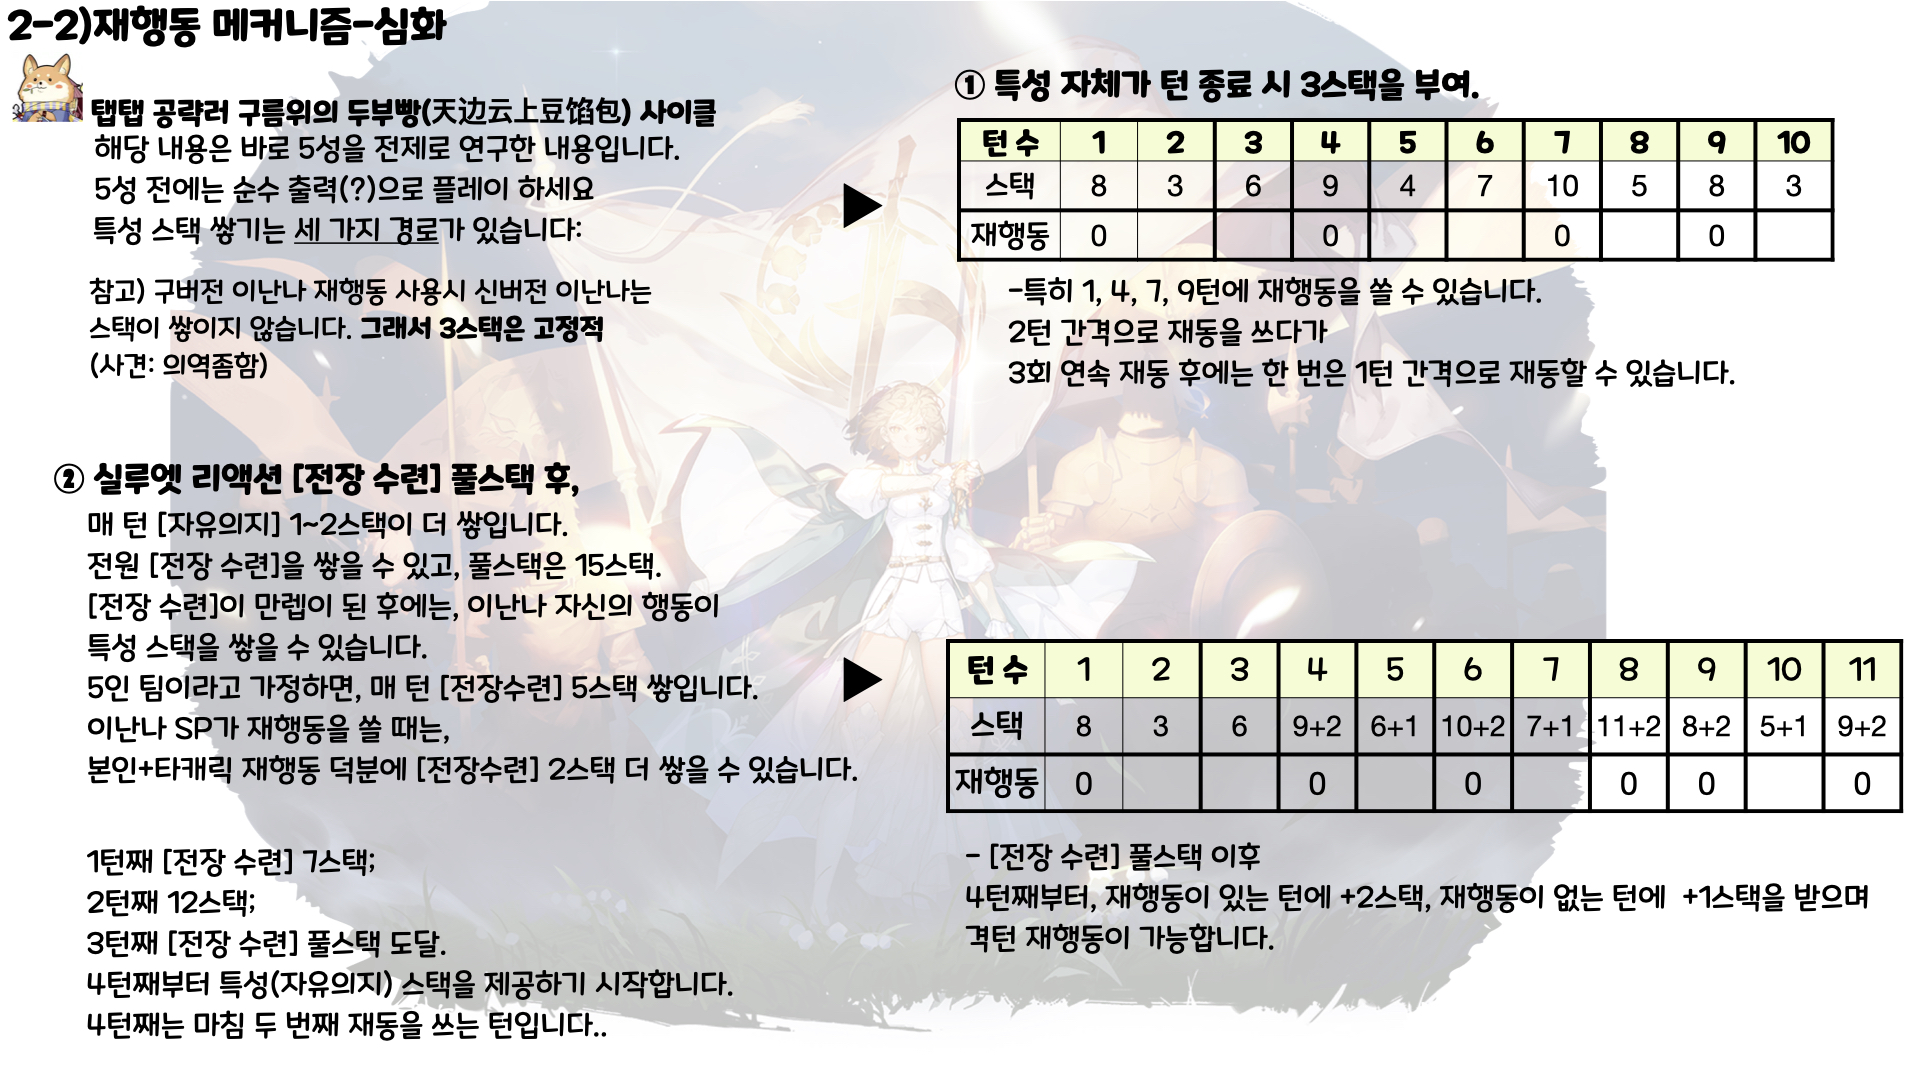 2-2)재행동 메커니즘-심화
탭탭 공략러 구름위의 두부빵(天边云上豆馅包) 사이클
해당 내용은 바로 5성을 전제로 연구한 내용입니다.
5성 전에는 순수 출력(?)으로 플레이 하세요
특성 스택 쌓기는 세 가지 경로가 있습니다:
참고) 구버전 이난나 재행동 사용시 신버전 이난나는
스택이 쌓이지 않습니다. 그래서 3스택은 고정적
(사견: 의역좀함)
① 특성 자체가 턴 종료 시 3스택을 부여.
턴 수 1 2 3 4 5 6 7 8 9 10
스택 8 3 6 9 4 7 10 5 8 3
재행동 0 0 0 0
-특히 1, 4, 7, 9턴에 재행동을 쓸 수 있습니다.
2턴 간격으로 재동을 쓰다가
3회 연속 재동 후에는 한 번은 1턴 간격으로 재동할 수 있습니다.
② 실루엣 리액션 [전장 수련] 풀스택 후,
매 턴 [자유의지] 1~2스택이 더 쌓입니다.
전원 [전장 수련]을 쌓을 수 있고, 풀스택은 15스택.
[전장 수련]이 만렙이 된 후에는, 이난나 자신의 행동이
특성 스택을 쌓을 수 있습니다.
5인 팀이라고 가정하면, 매 턴 [전장수련] 5스택 쌓입니다.
이난나 SP가 재행동을 쓸 때는,
본인+타캐릭 재행동 덕분에 [전장수련] 2스택 더 쌓을 수 있습니다.
1턴째 [전장 수련] 7스택;
2턴째 12스택;
3턴째 [전장 수련] 풀스택 도달.
4턴째부터 특성(자유의지) 스택을 제공하기 시작합니다.
4턴째는 마침 두 번째 재동을 쓰는 턴입니다..
턴 수 1 2 3 4 5 6 7 8 9 10 11
스택 8 3 6 9+2 6+1 10+2 7+1 11+2 8+2 5+1 9+2
재행동 0 0 0 0 0 0
- [전장 수련] 풀스택 이후
4턴째부터, 재행동이 있는 턴에 +2스택, 재행동이 없는 턴에 +1스택을 받으며
격턴 재행동이 가능합니다.